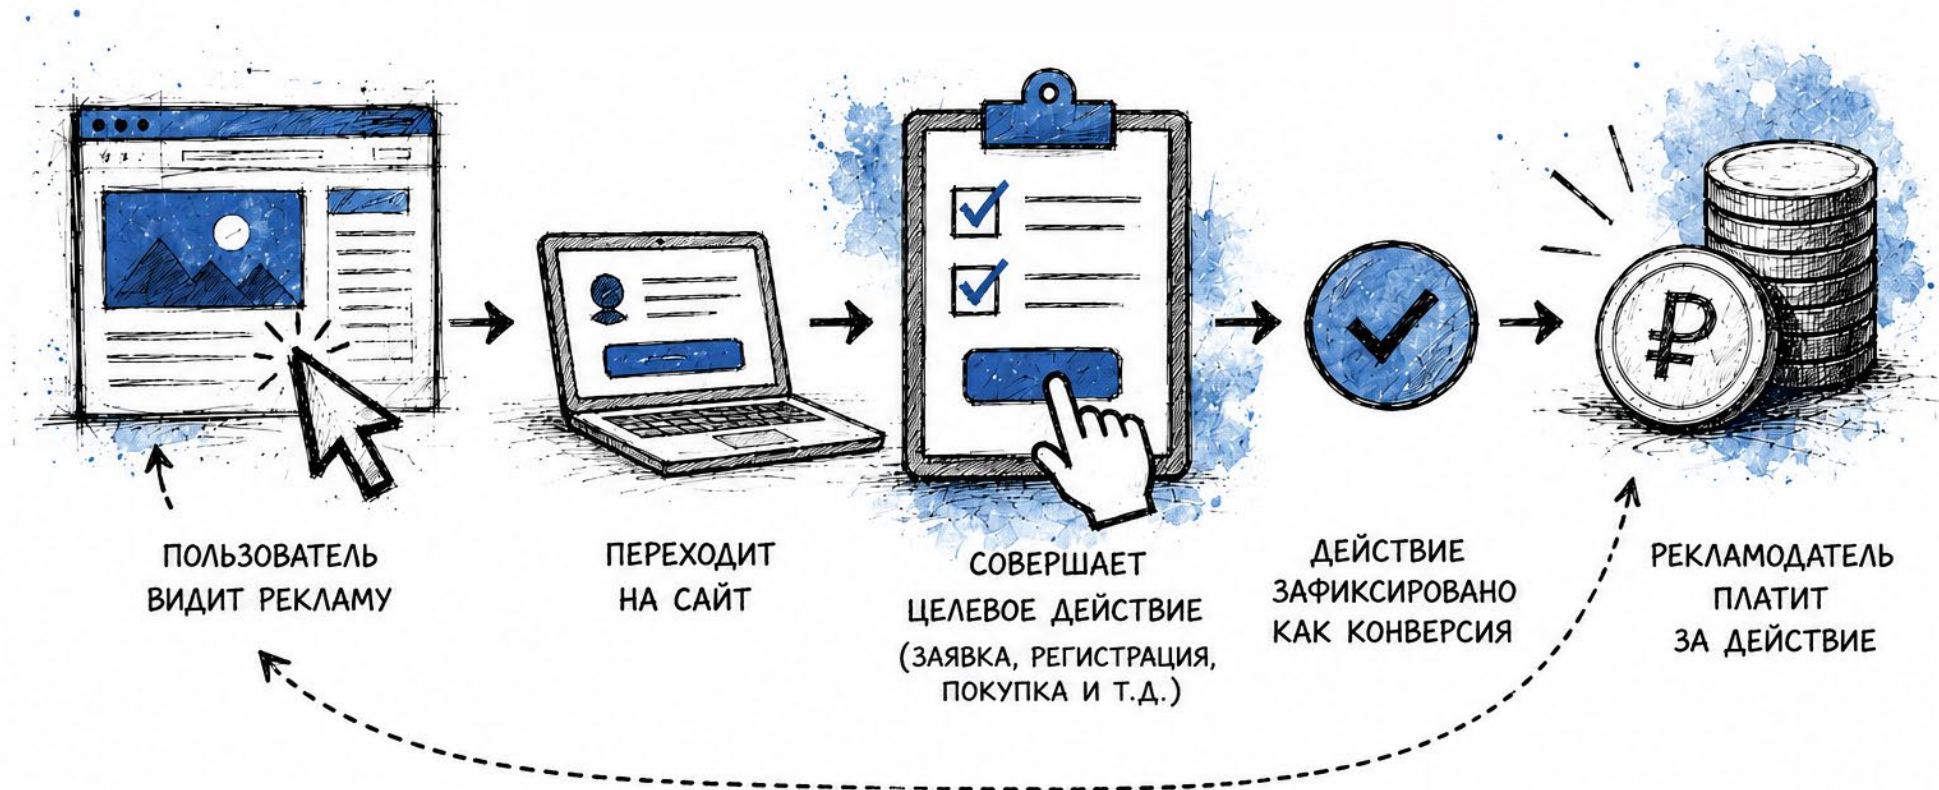 ПОЛЬЗОВАТЕЛЬ
ВИДИТ РЕКЛАМУ
ПЕРЕХОДИТ
НА САЙТ
СОВЕРШАЕТ
ЦЕЛЕВОЕ ДЕЙСТВИЕ
(ЗАЯВКА, РЕГИСТРАЦИЯ,
ПОКУПКА И Т.Д.)
ДЕЙСТВИЕ
ЗАФИКСИРОВАНО
КАК КОНВЕРСИЯ
РЕКЛАМОДАТЕЛЬ
ПЛАТИТ
ЗА ДЕЙСТВИЕ
₽